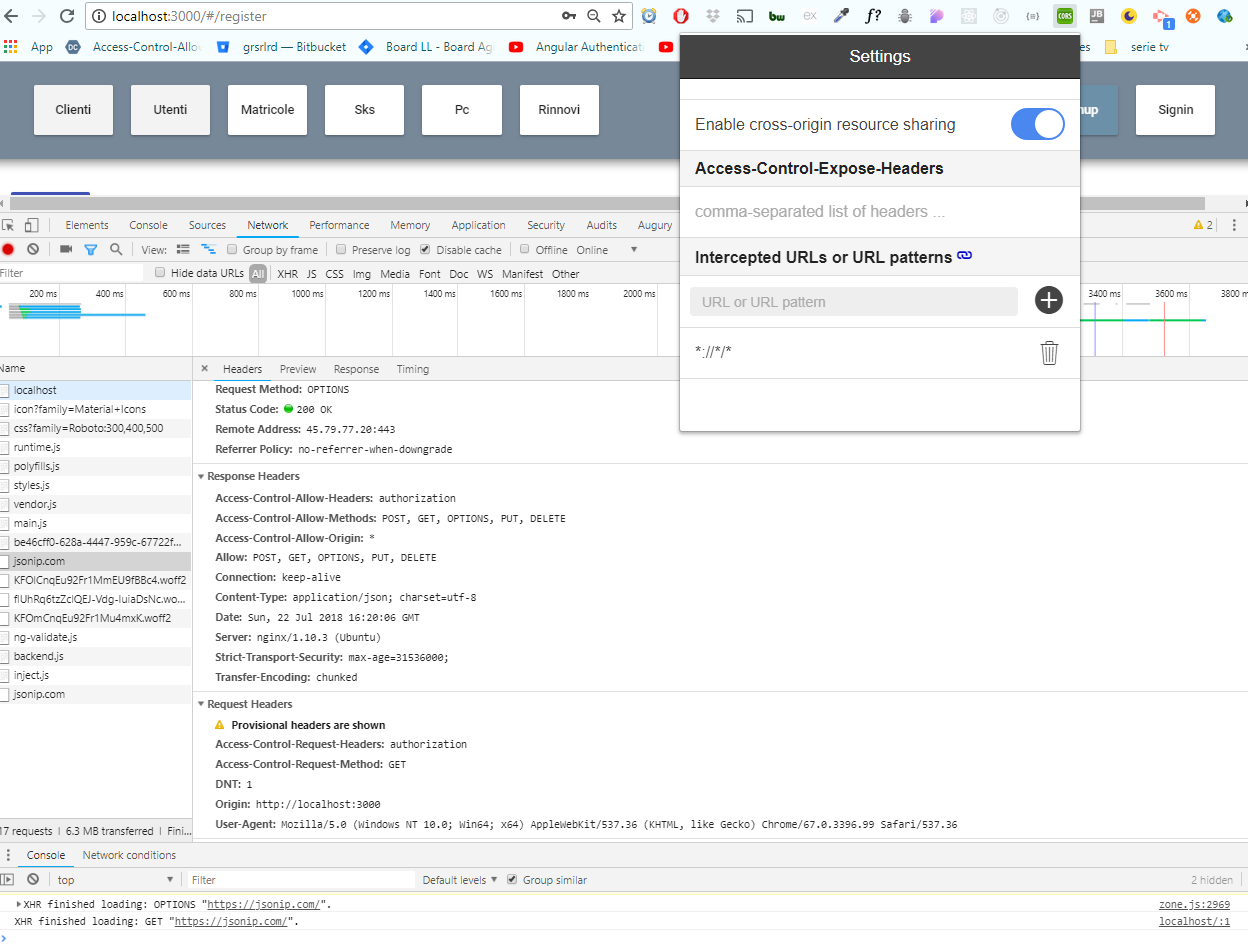 localhost:3000/#/register
ex
f?
{≡}
CORS
JB
1
App
DC
Access-Control-Allo
grsrlrd — Bitbucket
Board LL - Board Ag
Angular Authenticati
es
serie tv
Settings
Clienti
Utenti
Matricole
Sks
Pc
Rinnovi
nup
Signin
Enable cross-origin resource sharing
Access-Control-Expose-Headers
comma-separated list of headers ...
Intercepted URLs or URL patterns
URL or URL pattern
*://*/*
Elements
Console
Sources
Network
Performance
Memory
Application
Security
Audits
Augury
2
View:
Group by frame
Preserve log
Disable cache
Offline
Online
Filter
Hide data URLs
All
XHR
JS
CSS
Img
Media
Font
Doc
WS
Manifest
Other
200 ms
400 ms
600 ms
800 ms
1000 ms
1200 ms
1400 ms
1600 ms
1800 ms
2000 ms
3400 ms
3600 ms
3800 m
Name
× Headers Preview Response Timing
localhost
icon?family=Material+Icons
css?family=Roboto:300,400,500
runtime.js
polyfills.js
styles.js
vendor.js
main.js
be46cff0-628a-4447-959c-67722f...
jsonip.com
KFOlCnqEu92Fr1MmEU9fBBc4.woff2
flUhRq6tzZclQEJ-Vdg-IuiaDsNc.wo...
KFOmCnqEu92Fr1Mu4mxK.woff2
ng-validate.js
backend.js
inject.js
jsonip.com
17 requests | 6.3 MB transferred | Fini...
Request Method: OPTIONS
Status Code: 200 OK
Remote Address: 45.79.77.20:443
Referrer Policy: no-referrer-when-downgrade
Response Headers
Access-Control-Allow-Headers: authorization
Access-Control-Allow-Methods: POST, GET, OPTIONS, PUT, DELETE
Access-Control-Allow-Origin: *
Allow: POST, GET, OPTIONS, PUT, DELETE
Connection: keep-alive
Content-Type: application/json; charset=utf-8
Date: Sun, 22 Jul 2018 16:20:06 GMT
Server: nginx/1.10.3 (Ubuntu)
Strict-Transport-Security: max-age=31536000;
Transfer-Encoding: chunked
Request Headers
Provisional headers are shown
Access-Control-Request-Headers: authorization
Access-Control-Request-Method: GET
DNT: 1
Origin: http://localhost:3000
User-Agent: Mozilla/5.0 (Windows NT 10.0; Win64; x64) AppleWebKit/537.36 (KHTML, like Gecko) Chrome/67.0.3396.99 Safari/537.36
Console
Network conditions
top
Filter
Default levels
Group similar
2 hidden
XHR finished loading: OPTIONS "https://jsonip.com/". zone.js:2969
XHR finished loading: GET "https://jsonip.com/". localhost/:1